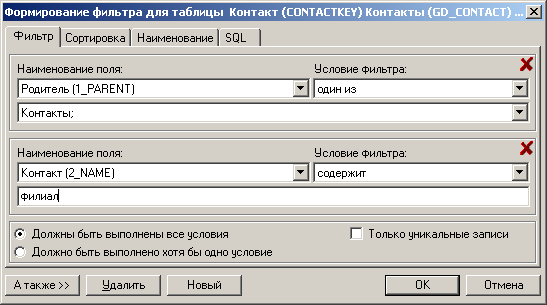 Формирование фильтра для таблицы Контакт (CONTACTKEY) Контакты (GD_CONTACT) ...
Фильтр Сортировка Наименование SQL
Наименование поля: Условие фильтра:
Родитель (1_PARENT) один из
Контакты;
Наименование поля: Условие фильтра:
Контакт (2_NAME) содержит
филиал
Должны быть выполнены все условия Только уникальные записи
Должно быть выполнено хотя бы одно условие
А также >> Удалить Новый OK Отмена